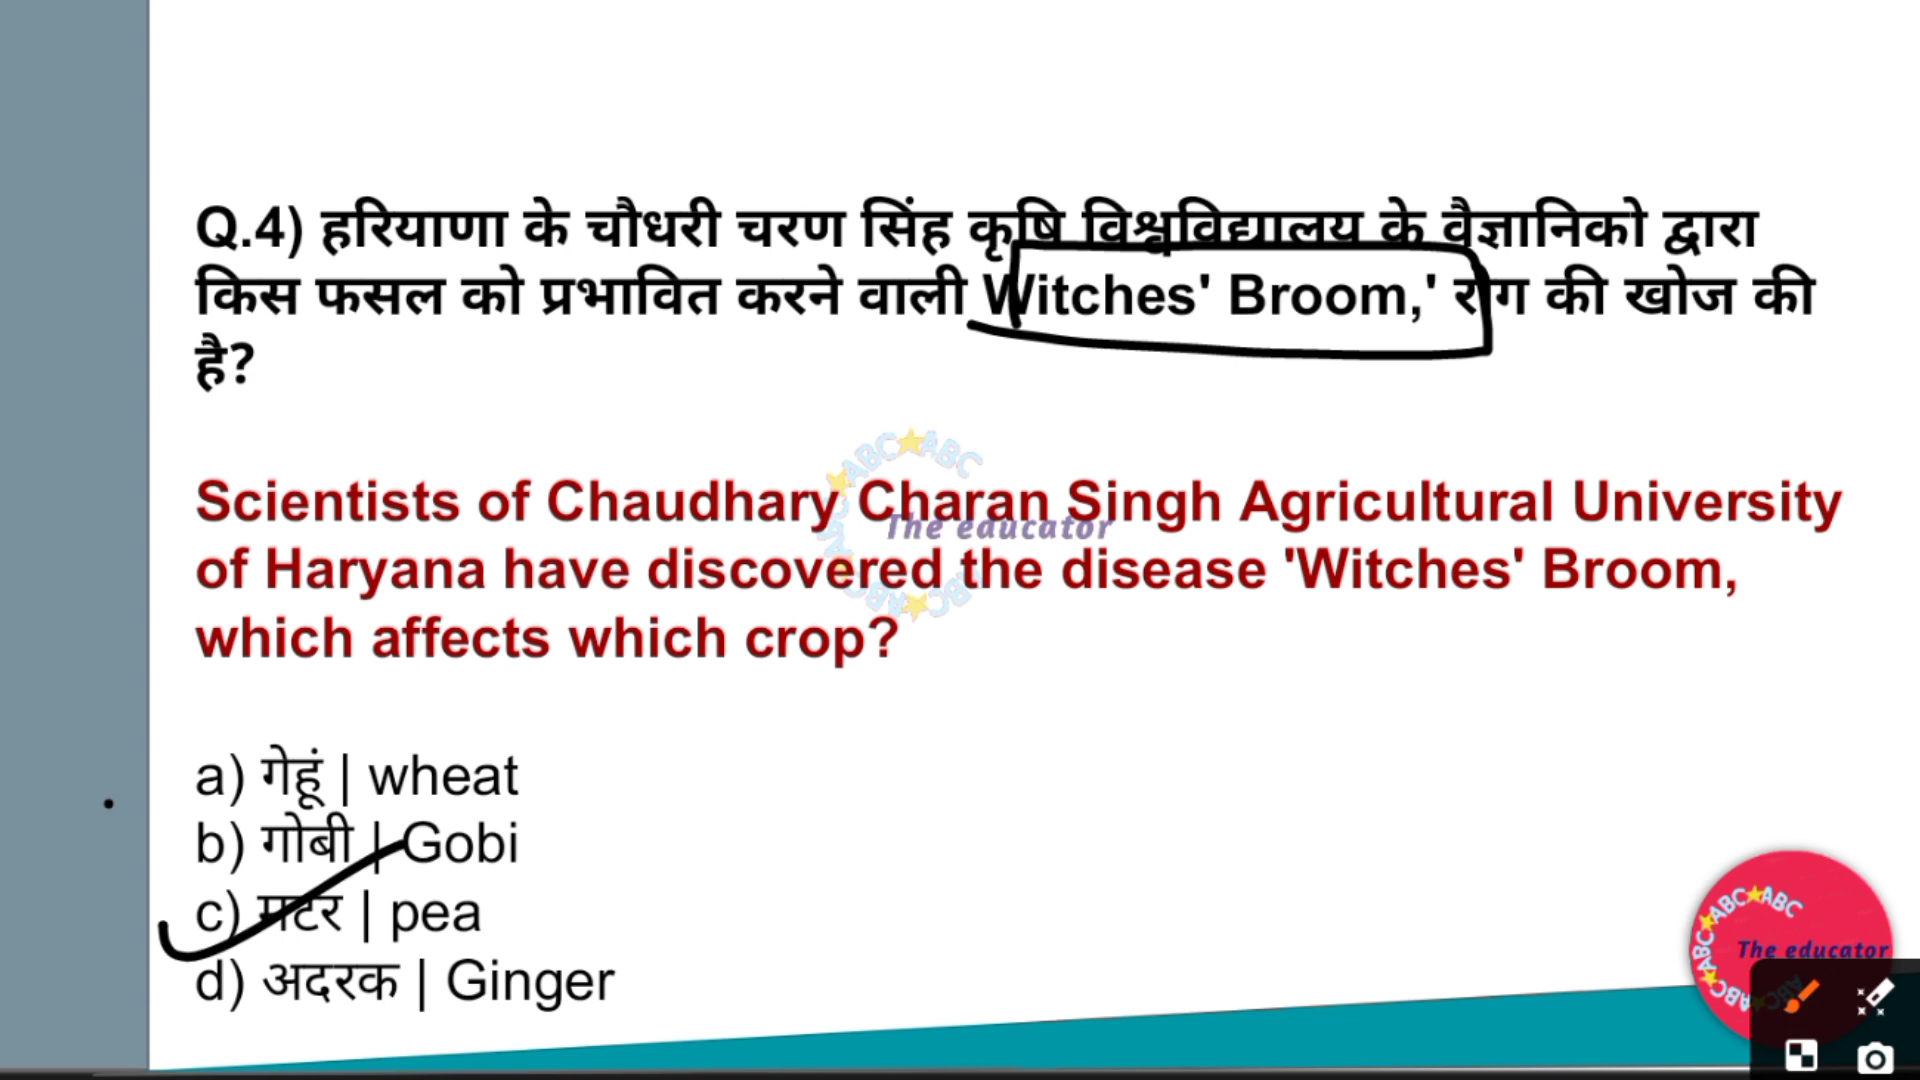 Q.4) हरियाणा के चौधरी चरण सिंह कृषि विश्वविद्यालय के वैज्ञानिको द्वारा
किस फसल को प्रभावित करने वाली Witches' Broom,' रोग की खोज की
है?
ABC★ABC
The educator
Scientists of Chaudhary Charan Singh Agricultural University
of Haryana have discovered the disease 'Witches' Broom,
which affects which crop?
a) गेहूं | wheat
b) गोबी | Gobi
c) मटर | pea
d) अदरक | Ginger
ABC★ABC
The educator